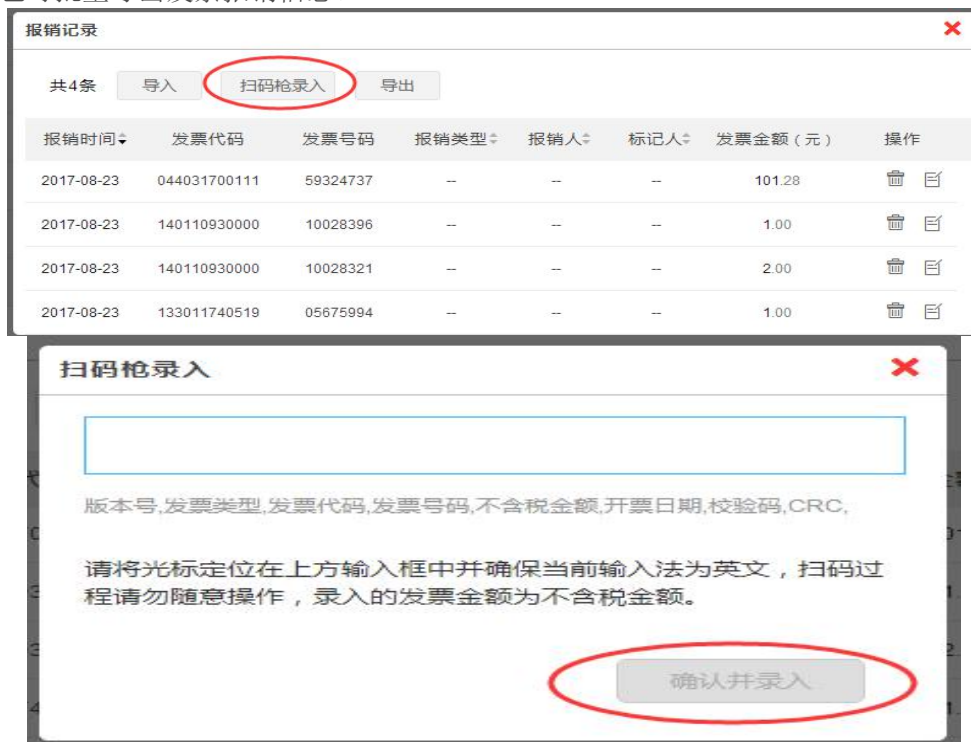 报销记录
共4条 导入 扫码枪录入 导出
报销时间 发票代码 发票号码 报销类型 报销人 标记人 发票金额（元） 操作
2017-08-23 044031700111 59324737 -- -- -- 101.28
2017-08-23 140110930000 10028396 -- -- -- 1.00
2017-08-23 140110930000 10028321 -- -- -- 2.00
2017-08-23 133011740519 05675994 -- -- -- 1.00
扫码枪录入
版本号,发票类型,发票代码,发票号码,不含税金额,开票日期,校验码,CRC,
请将光标定位在上方输入框中并确保当前输入法为英文，扫码过
程请勿随意操作，录入的发票金额为不含税金额。
确认并录入